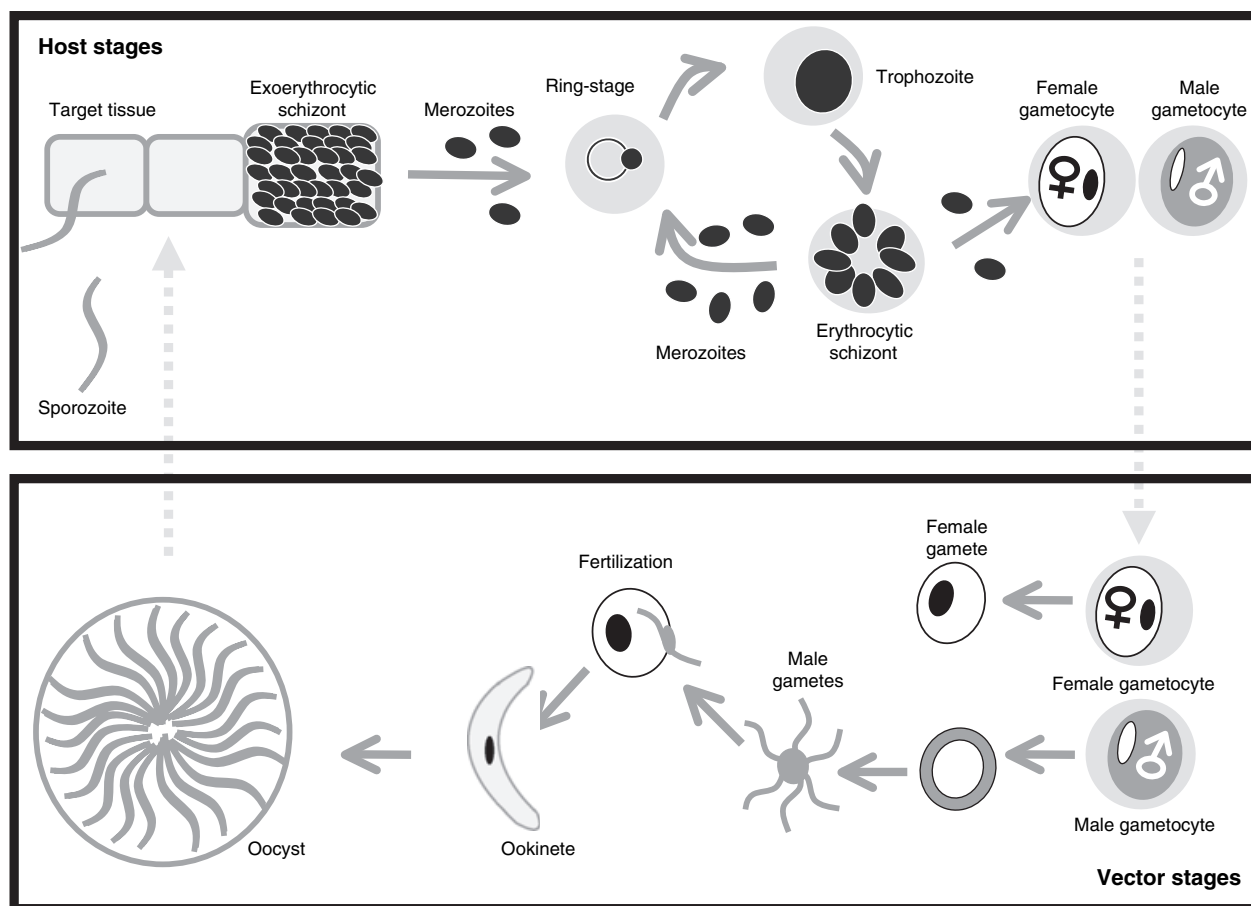 Host stages
Target tissue
Exoerythrocytic
schizont
Merozoites
Ring-stage
Trophozoite
Female
gametocyte
Male
gametocyte
Sporozoite
Merozoites
Erythrocytic
schizont
Female
gamete
Fertilization
Male
gametes
Female gametocyte
Oocyst
Ookinete
Male gametocyte
Vector stages